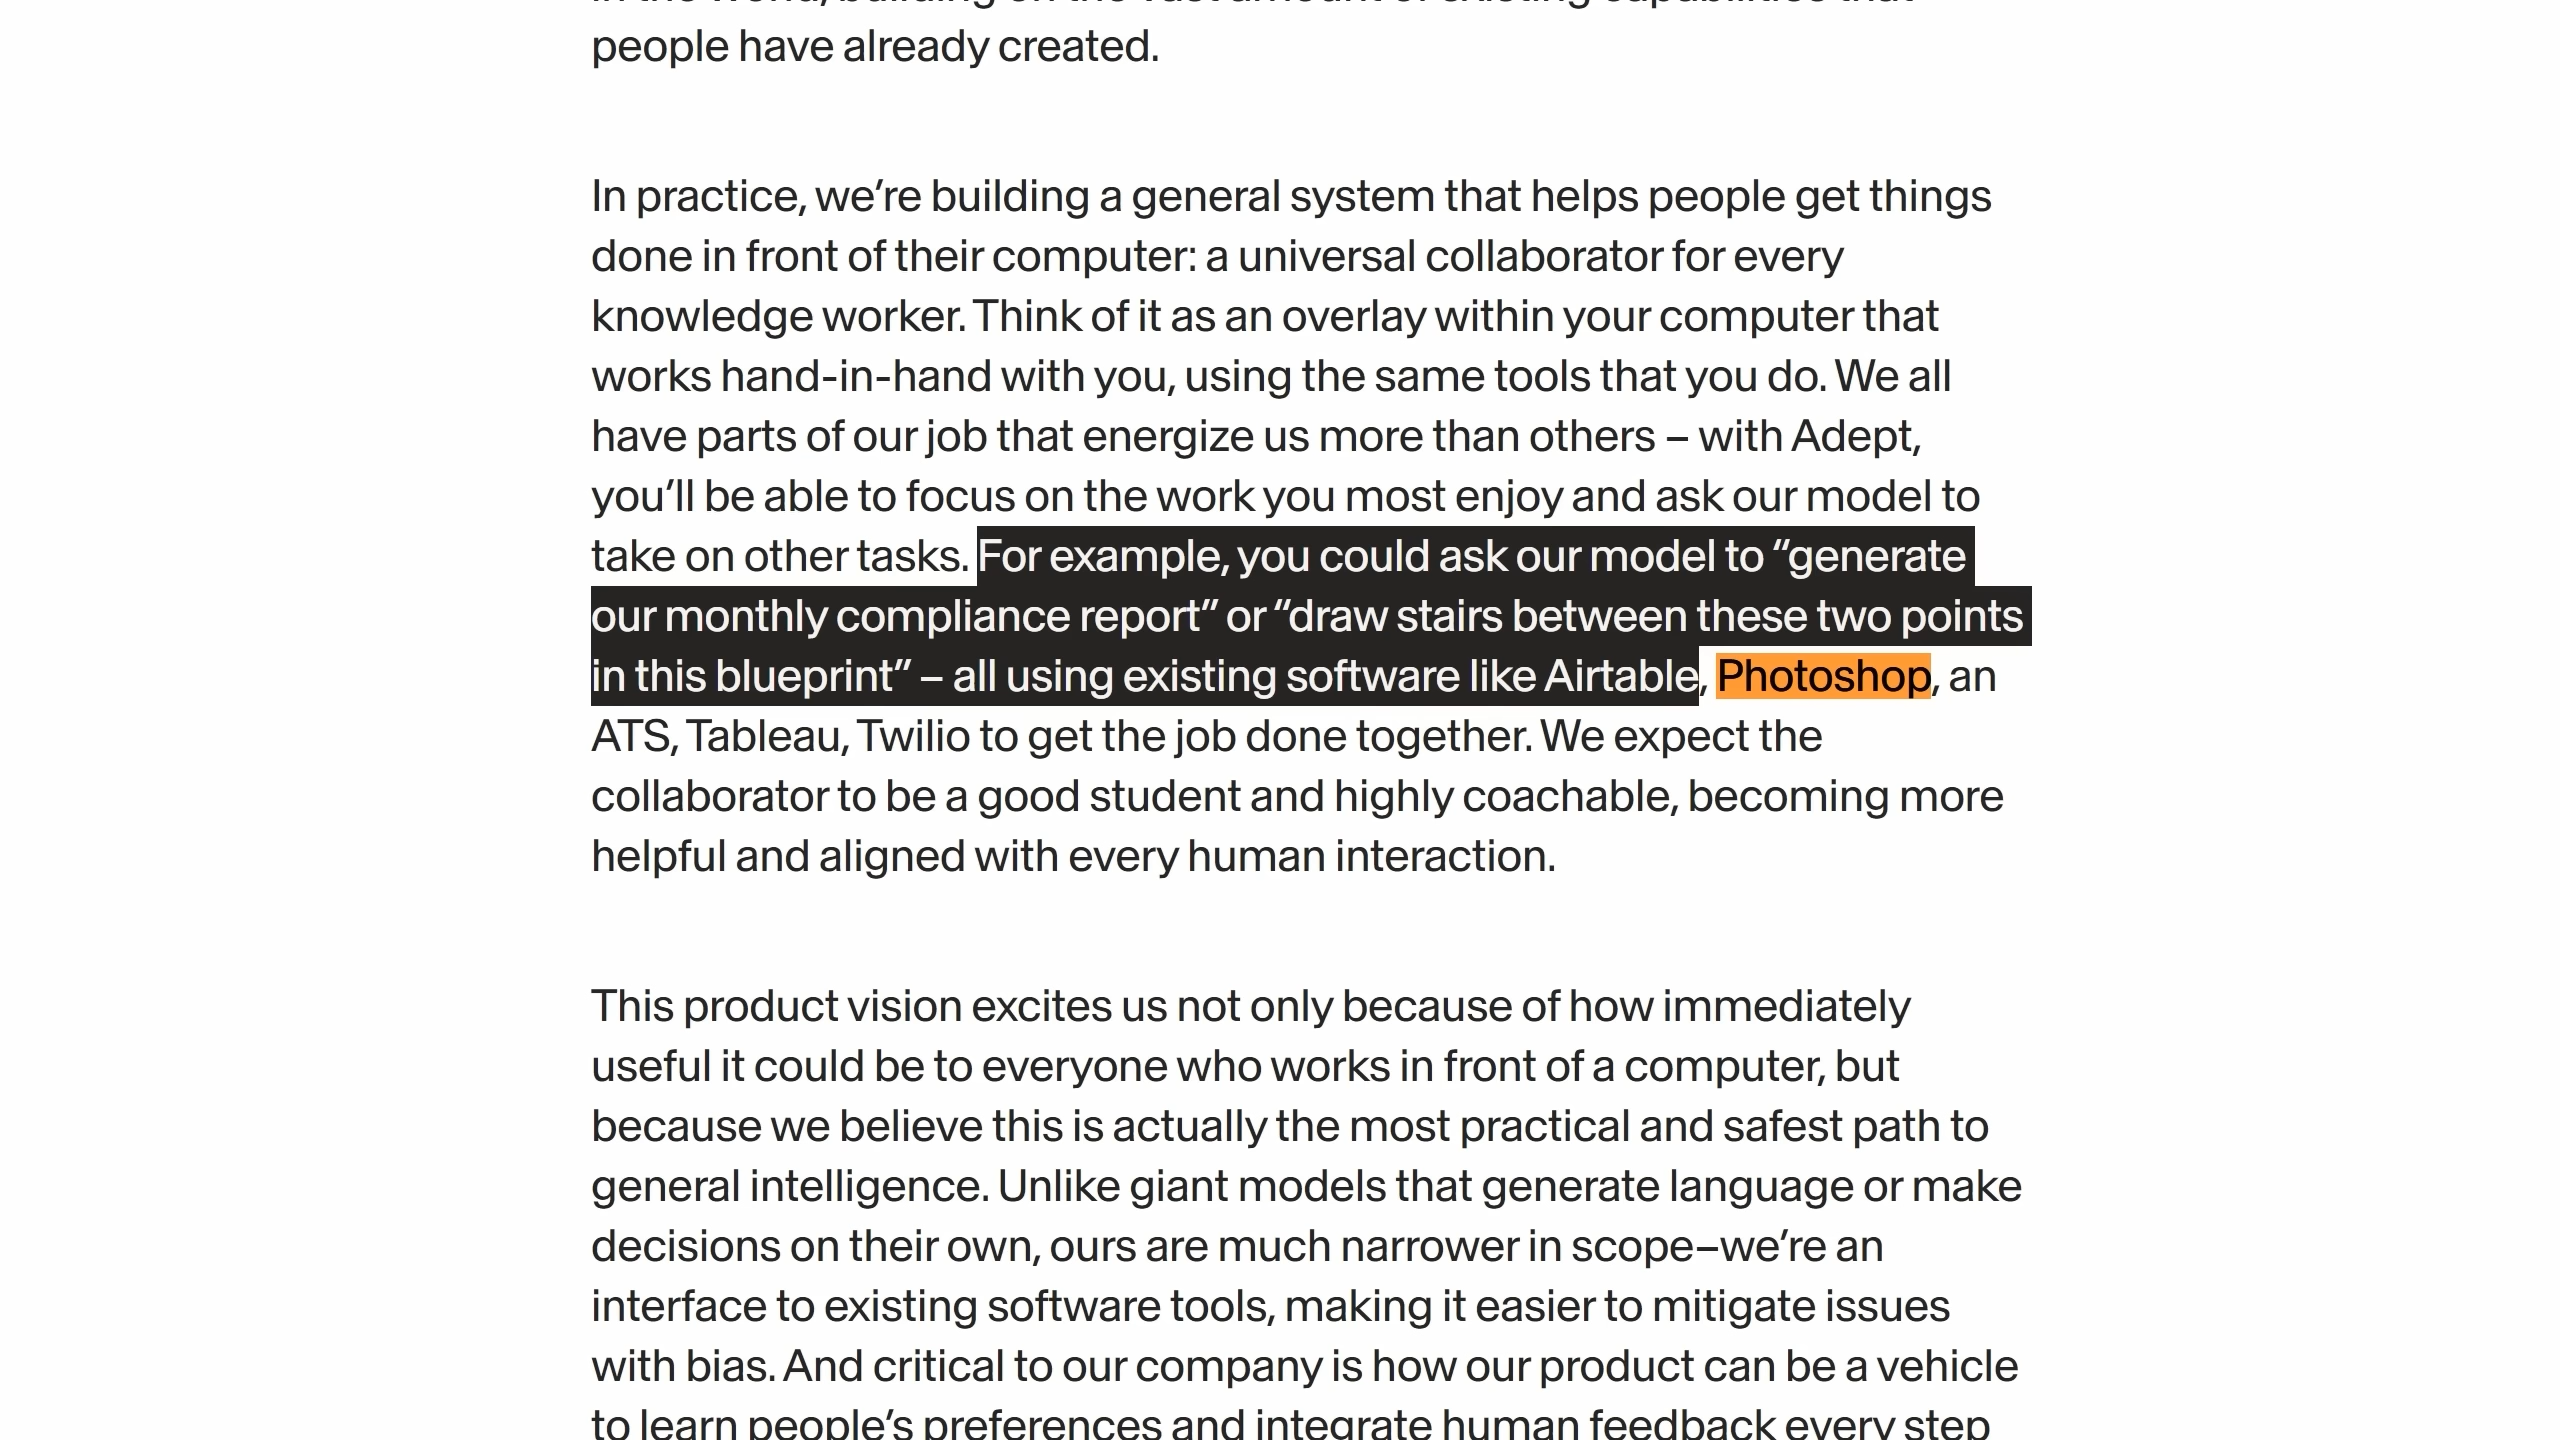 in the world, building on the vast amount of existing capabilities that
people have already created.
In practice, we’re building a general system that helps people get things
done in front of their computer: a universal collaborator for every
knowledge worker. Think of it as an overlay within your computer that
works hand-in-hand with you, using the same tools that you do. We all
have parts of our job that energize us more than others – with Adept,
you’ll be able to focus on the work you most enjoy and ask our model to
take on other tasks. For example, you could ask our model to “generate
our monthly compliance report” or “draw stairs between these two points
in this blueprint” – all using existing software like Airtable, Photoshop, an
ATS, Tableau, Twilio to get the job done together. We expect the
collaborator to be a good student and highly coachable, becoming more
helpful and aligned with every human interaction.
This product vision excites us not only because of how immediately
useful it could be to everyone who works in front of a computer, but
because we believe this is actually the most practical and safest path to
general intelligence. Unlike giant models that generate language or make
decisions on their own, ours are much narrower in scope–we’re an
interface to existing software tools, making it easier to mitigate issues
with bias. And critical to our company is how our product can be a vehicle
to learn people’s preferences and integrate human feedback every step